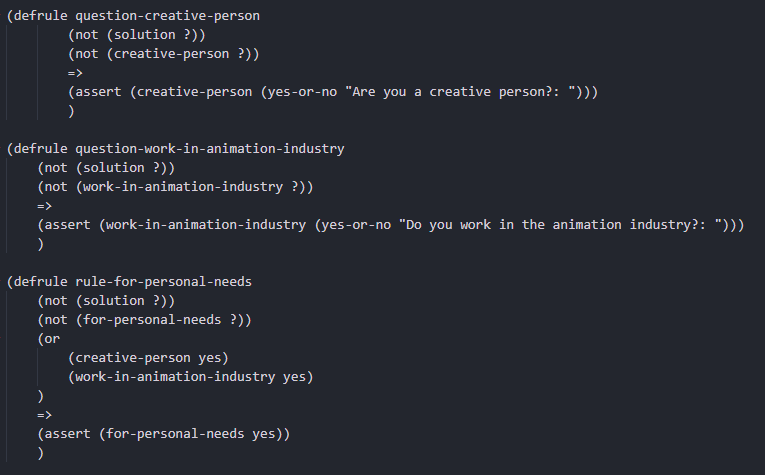 (defrule question-creative-person
(not (solution ?))
(not (creative-person ?))
=>
(assert (creative-person (yes-or-no "Are you a creative person?: ")))
)
(defrule question-work-in-animation-industry
(not (solution ?))
(not (work-in-animation-industry ?))
=>
(assert (work-in-animation-industry (yes-or-no "Do you work in the animation industry?: ")))
)
(defrule rule-for-personal-needs
(not (solution ?))
(not (for-personal-needs ?))
(or
(creative-person yes)
(work-in-animation-industry yes)
)
=>
(assert (for-personal-needs yes))
)